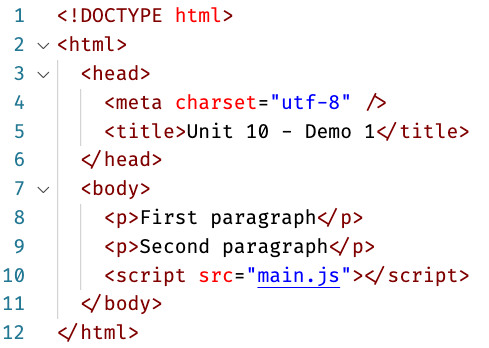 1 <!DOCTYPE html>
2 <html>
3 <head>
4 <meta charset="utf-8" />
5 <title>Unit 10 - Demo 1</title>
6 </head>
7 <body>
8 <p>First paragraph</p>
9 <p>Second paragraph</p>
10 <script src="main.js"></script>
11 </body>
12 </html>